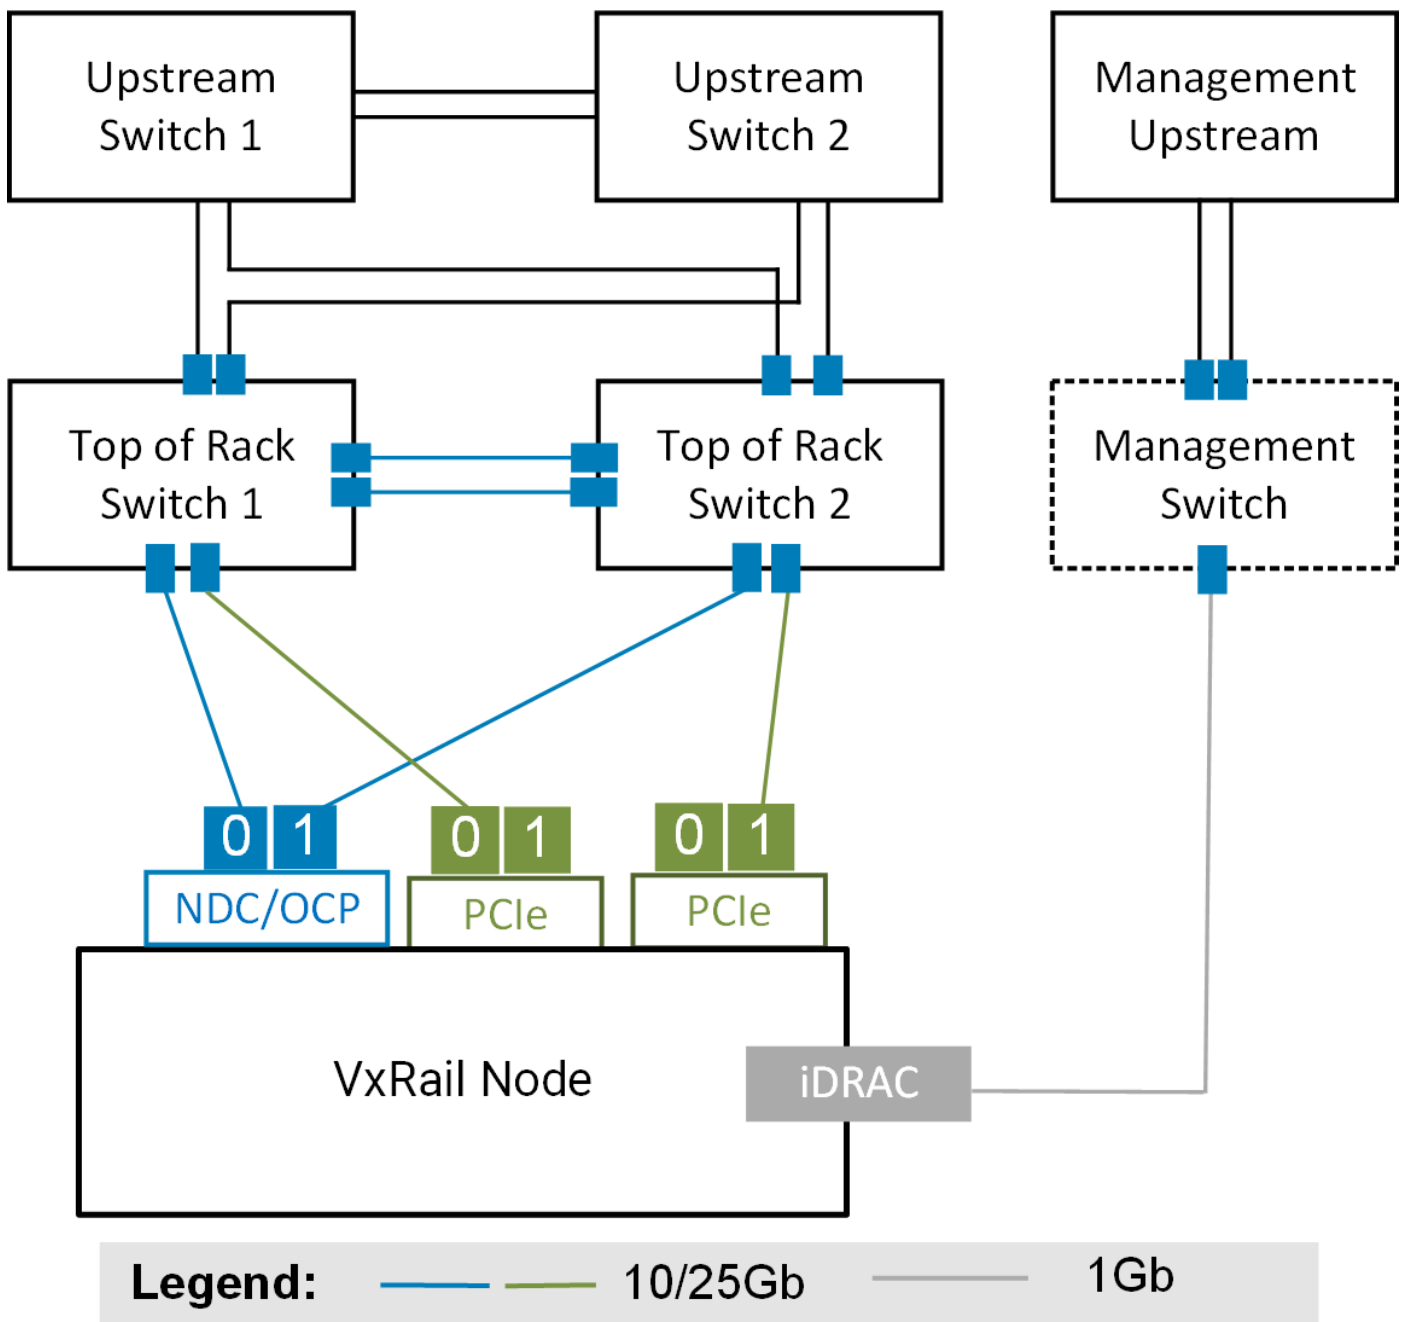 Upstream
Switch 1
Upstream
Switch 2
Management
Upstream
Top of Rack
Switch 1
Top of Rack
Switch 2
Management
Switch
0 1
0 1
0 1
NDC/OCP
PCIe
PCIe
VxRail Node
iDRAC
Legend: 10/25Gb 1Gb